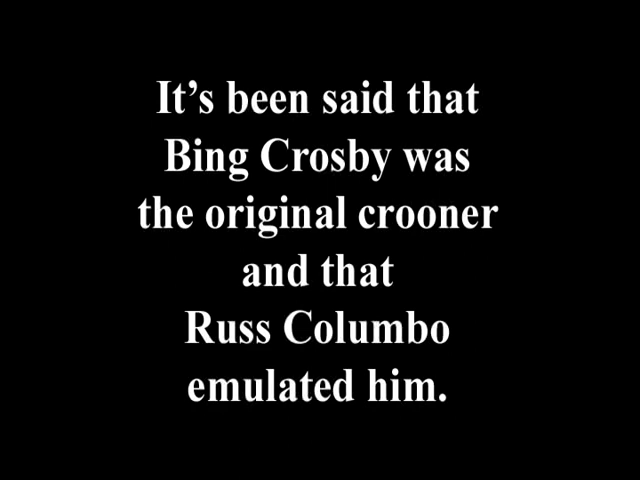 It’s been said that
Bing Crosby was
the original crooner
and that
Russ Columbo
emulated him.